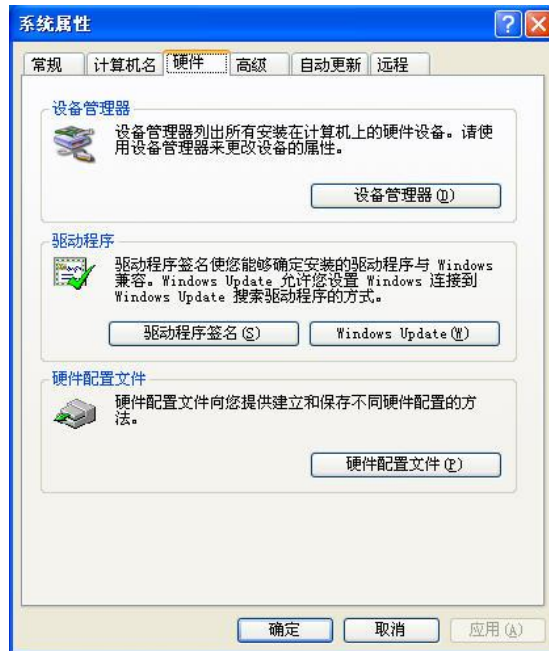 系统属性
常规 计算机名 硬件 高级 自动更新 远程
设备管理器
设备管理器列出所有安装在计算机上的硬件设备。请使
用设备管理器来更改设备的属性。
设备管理器(D)
驱动程序
驱动程序签名使您能够确定安装的驱动程序与 Windows
兼容。Windows Update 允许您设置 Windows 连接到
Windows Update 搜索驱动程序的方式。
驱动程序签名(S) Windows Update(W)
硬件配置文件
硬件配置文件向您提供建立和保存不同硬件配置的方
法。
硬件配置文件(P)
确定 取消 应用(A)